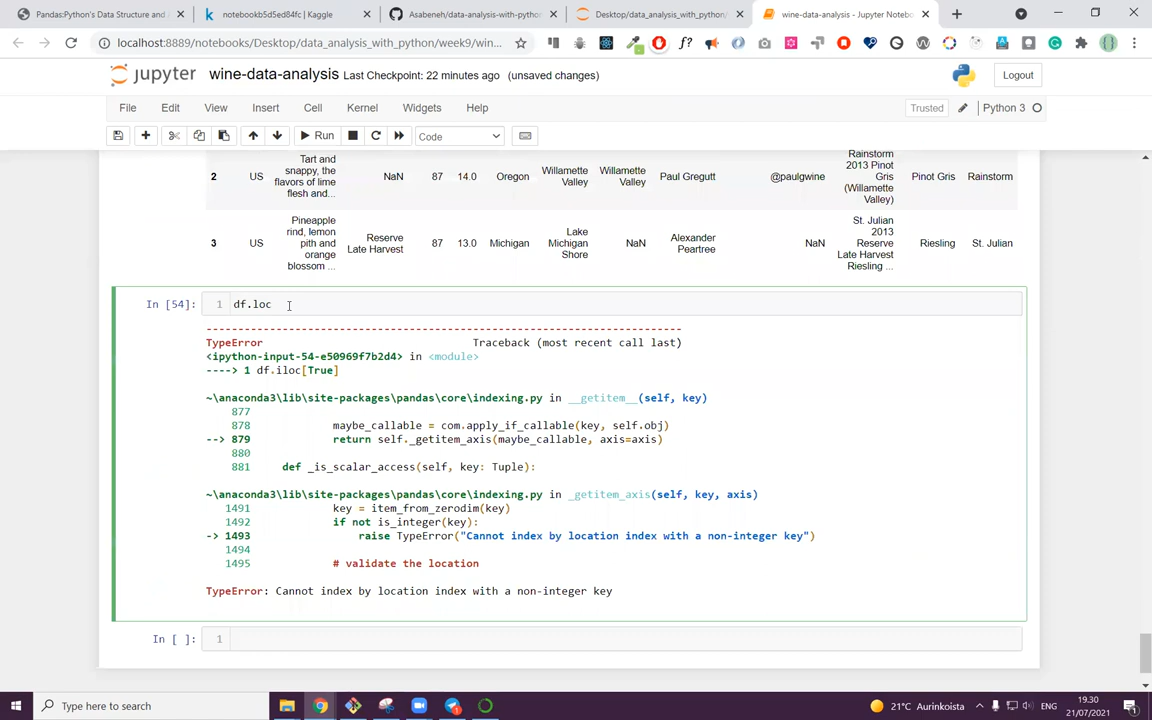 Pandas:Python's Data Structure and
notebookb5d5ed84fc | Kaggle
Asabeneh/data-analysis-with-python
Desktop/data_analysis_with_python/
wine-data-analysis - Jupyter Notebo
localhost:8889/notebooks/Desktop/data_analysis_with_python/week9/win...
jupyter wine-data-analysis Last Checkpoint: 22 minutes ago (unsaved changes)
Logout
File Edit View Insert Cell Kernel Widgets Help
Trusted Python 3
Run Code
2 US Tart and snappy, the flavors of lime flesh and... NaN 87 14.0 Oregon Willamette Valley Willamette Valley Paul Gregutt @paulgwine Rainstorm 2013 Pinot Gris (Willamette Valley) Pinot Gris Rainstorm
3 US Pineapple rind, lemon pith and orange blossom ... Reserve Late Harvest 87 13.0 Michigan Lake Michigan Shore NaN Alexander Peartree NaN St. Julian 2013 Reserve Late Harvest Riesling ... Riesling St. Julian
In [54]: 1 df.loc
---------------------------------------------------------------------------
TypeError Traceback (most recent call last)
<ipython-input-54-e50969f7b2d4> in <module>
----> 1 df.iloc[True]
~\anaconda3\lib\site-packages\pandas\core\indexing.py in __getitem__(self, key)
877
878 maybe_callable = com.apply_if_callable(key, self.obj)
--> 879 return self._getitem_axis(maybe_callable, axis=axis)
880
881 def _is_scalar_access(self, key: Tuple):
~\anaconda3\lib\site-packages\pandas\core\indexing.py in _getitem_axis(self, key, axis)
1491 key = item_from_zerodim(key)
1492 if not is_integer(key):
-> 1493 raise TypeError("Cannot index by location index with a non-integer key")
1494
1495 # validate the location
TypeError: Cannot index by location index with a non-integer key
In [ ]: 1
Type here to search
21°C Aurinkoista
ENG
19.30
21/07/2021